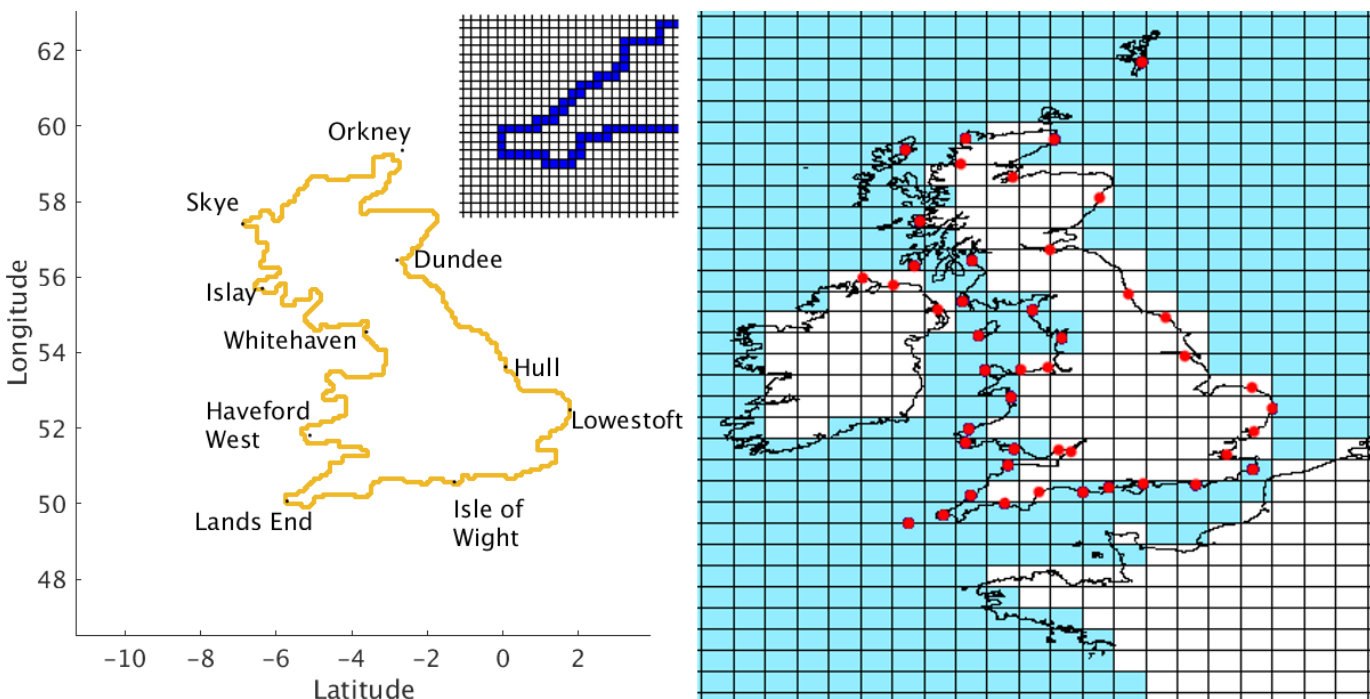 62
60
58
56
54
52
50
48
Longitude
Orkney
Skye
Dundee
Islay
Whitehaven
Hull
Haveford
West
Lowestoft
Lands End
Isle of
Wight
-10
-8
-6
-4
-2
0
2
Latitude